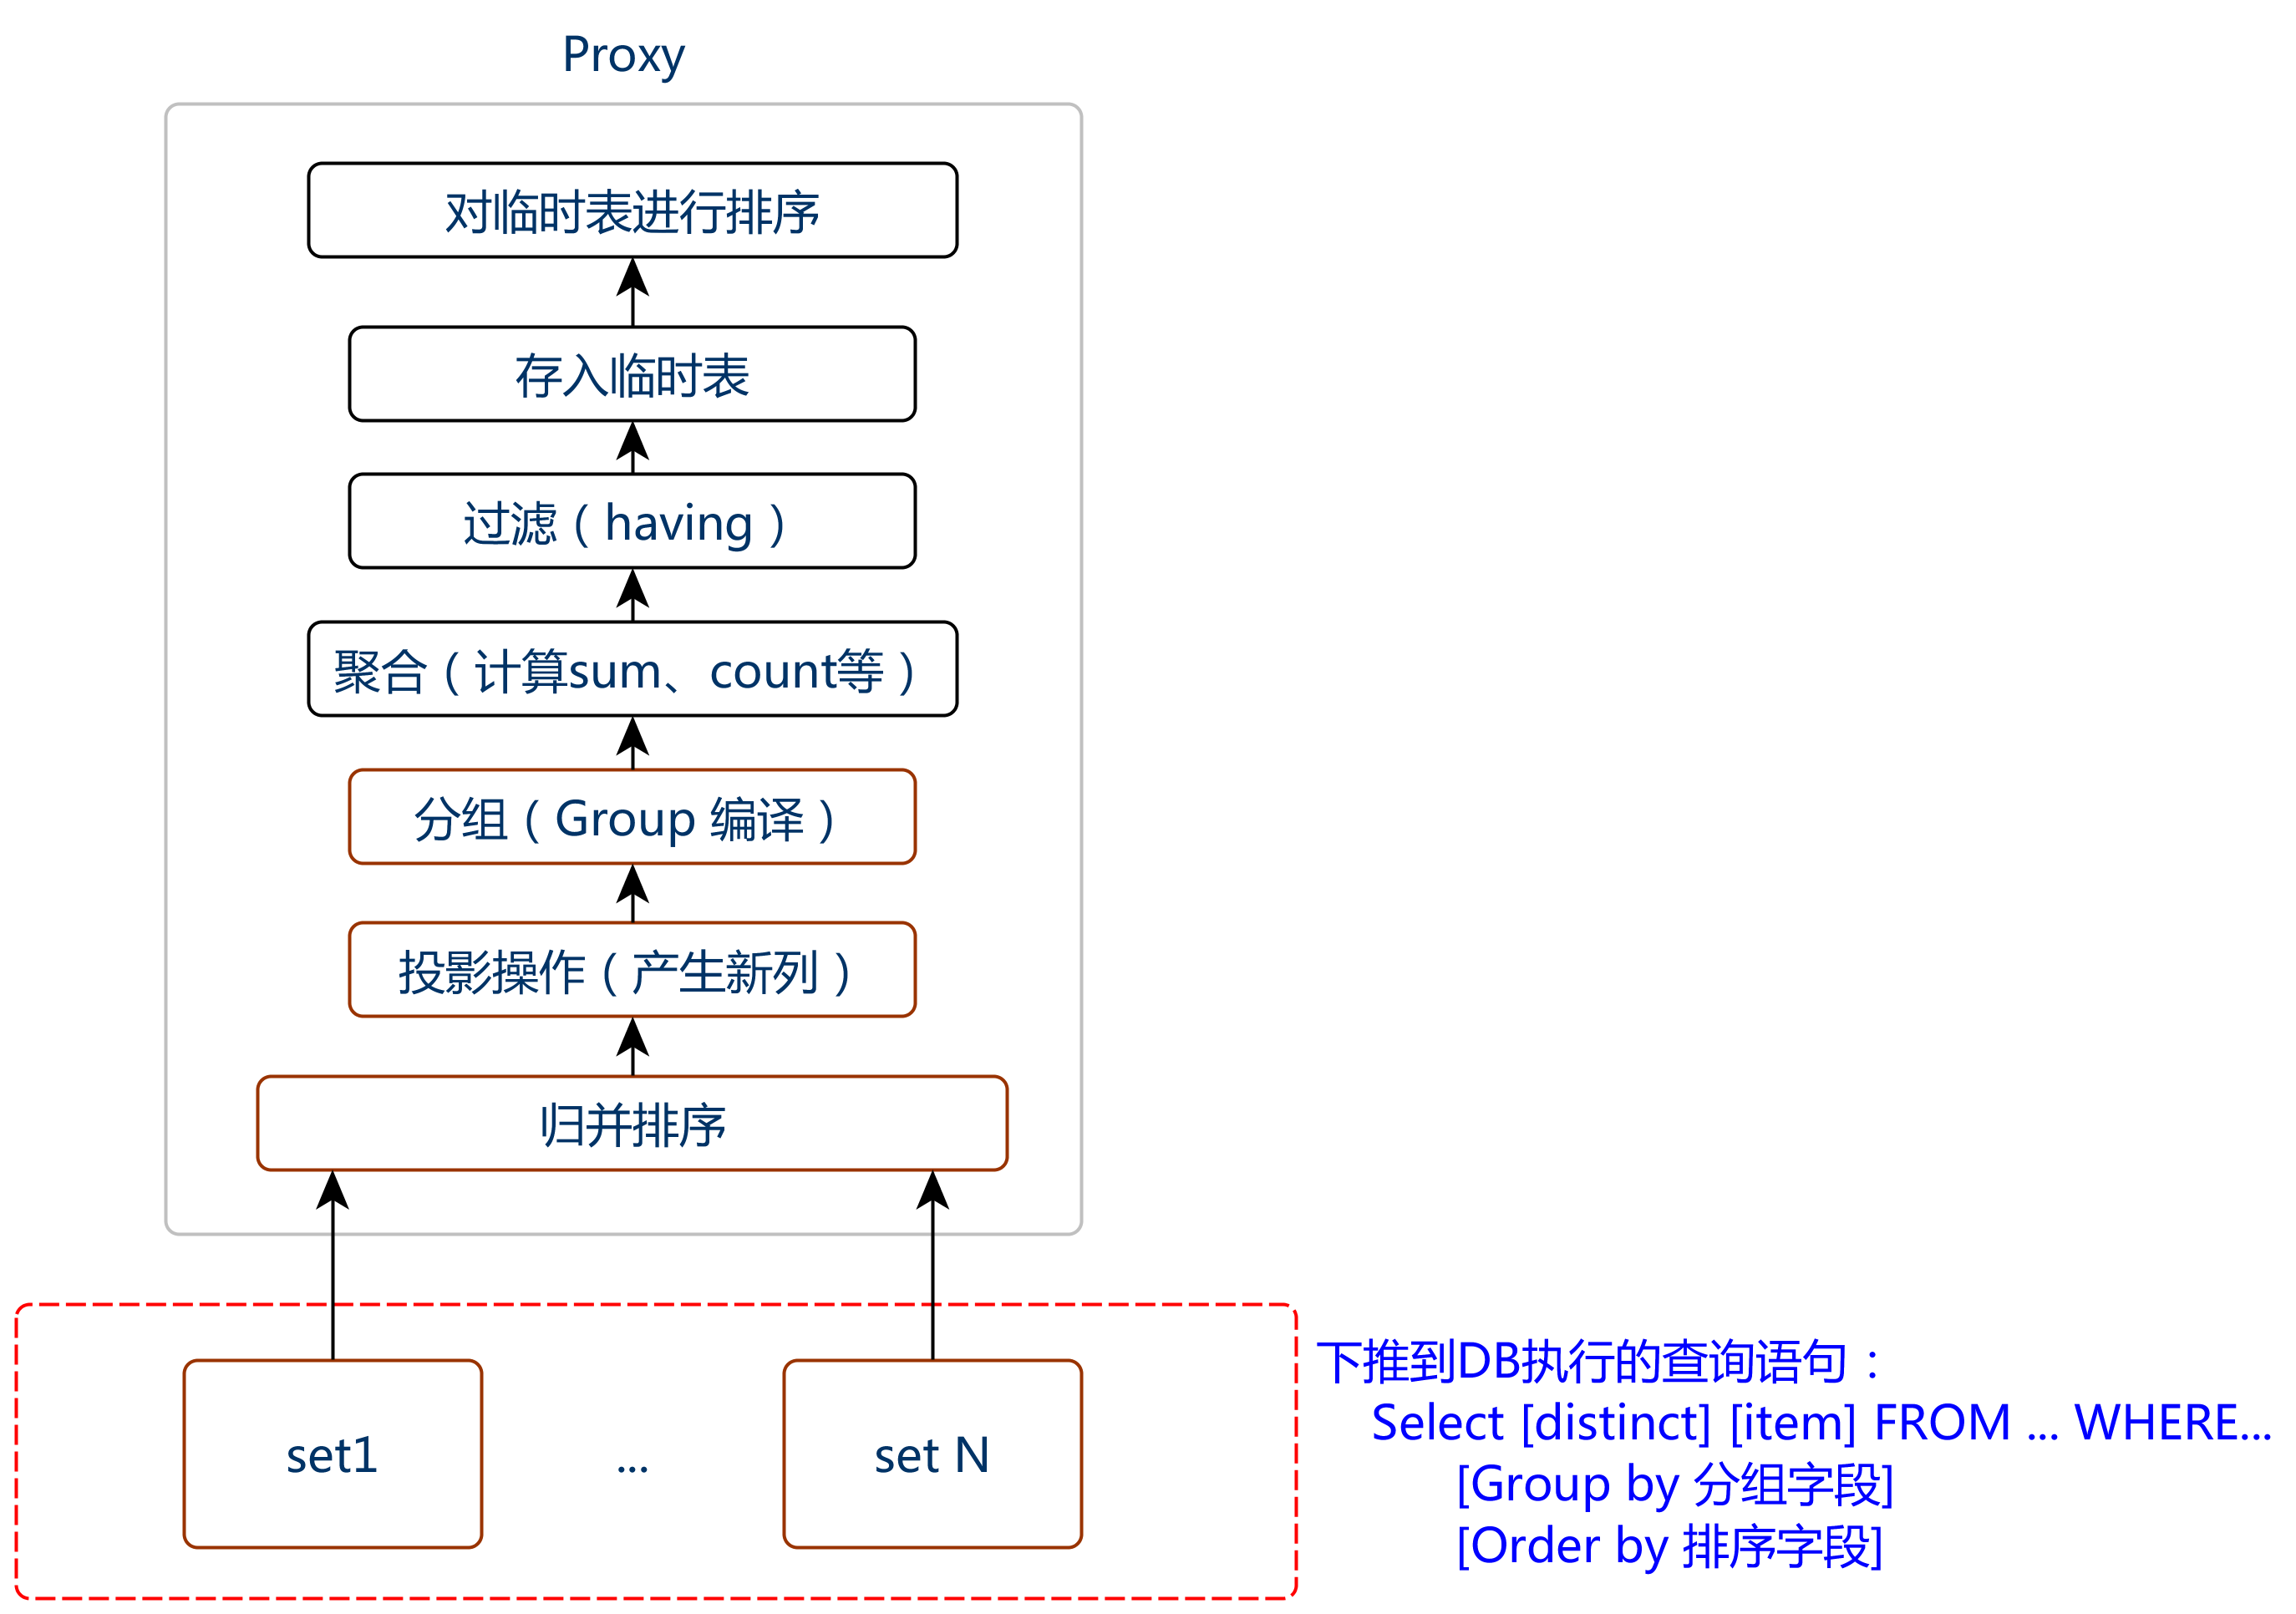 Proxy
对临时表进行排序
存入临时表
过滤（having）
聚合（计算sum、count等）
分组（Group 编译）
投影操作（产生新列）
归并排序
set1
...
set N
下推到DB执行的查询语句：
Select [dstinc] [iem] FROM ... WHERE...
[Group by 分组字段]
[Order by 排序字段]